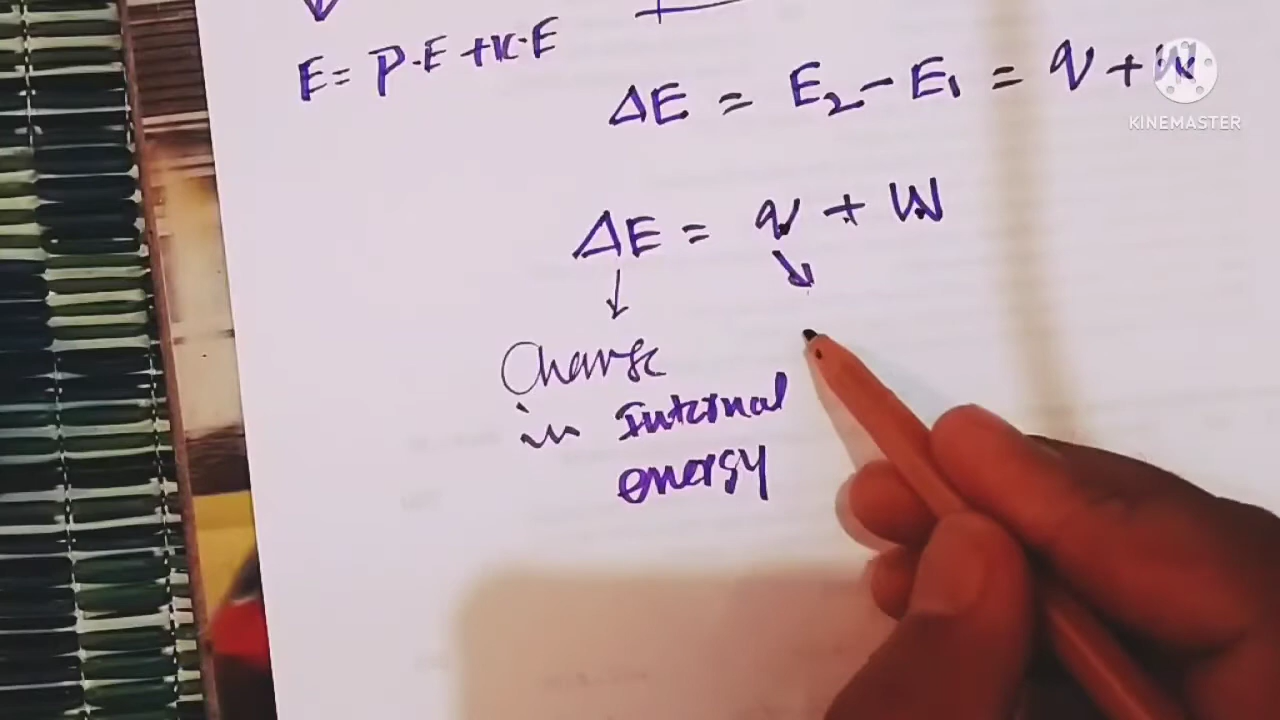 E = P.E + K.E
ΔE = E₂ - E₁ = q + W
KINEMASTER
ΔE = q + W
Change
in Internal
energy